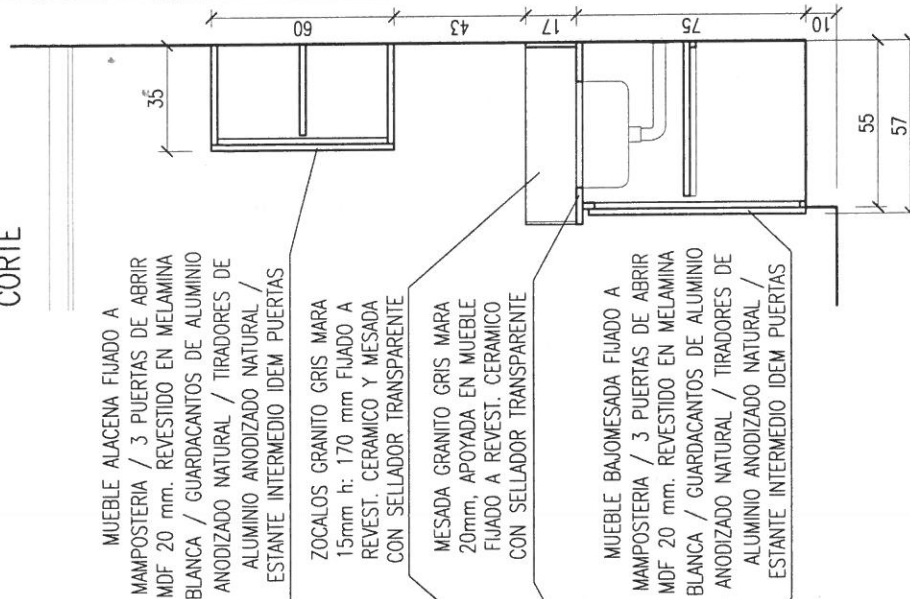 CORTE
35
60
43
17
75
10
55
57
MUEBLE ALACENA FIJADO A
MAMPOSTERIA / 3 PUERTAS DE ABRIR
MDF 20 mm. REVESTIDO EN MELAMINA
BLANCA / GUARDACANTOS DE ALUMINIO
ANODIZADO NATURAL / TIRADORES DE
ALUMINIO ANODIZADO NATURAL /
ESTANTE INTERMEDIO IDEM PUERTAS
ZOCALOS GRANITO GRIS MARA
15mm h: 170 mm FIJADO A
REVEST. CERAMICO Y MESADA
CON SELLADOR TRANSPARENTE
MESADA GRANITO GRIS MARA
20mm, APOYADA EN MUEBLE
FIJADO A REVEST. CERAMICO
CON SELLADOR TRANSPARENTE
MUEBLE BAJOMESADA FIJADO A
MAMPOSTERIA / 3 PUERTAS DE ABRIR
MDF 20 mm. REVESTIDO EN MELAMINA
BLANCA / GUARDACANTOS DE ALUMINIO
ANODIZADO NATURAL / TIRADORES DE
ALUMINIO ANODIZADO NATURAL /
ESTANTE INTERMEDIO IDEM PUERTAS